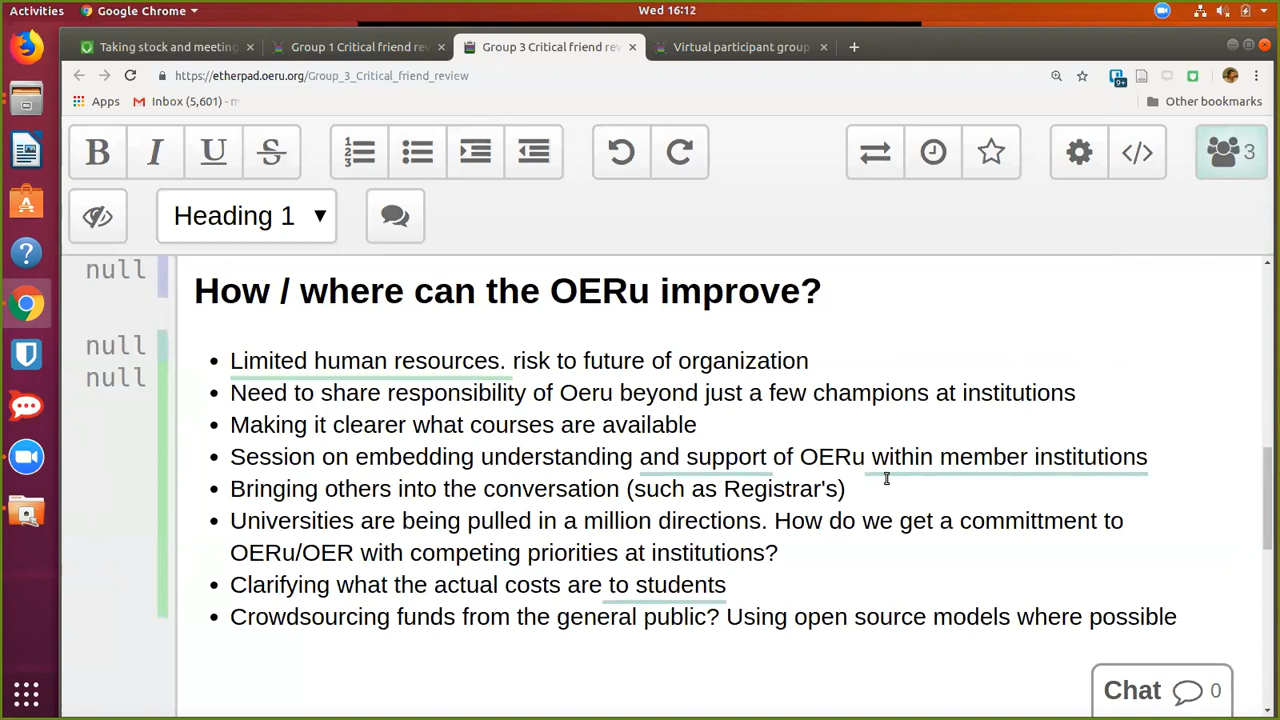 Activities
Google Chrome
Wed 16:12
Taking stock and meeting
Group 1 Critical friend rev
Group 3 Critical friend rev
Virtual participant group
https://etherpad.oeru.org/Group_3_Critical_friend_review
9+
Apps
Inbox (5,601) - m
Other bookmarks
B I U S
3
Heading 1
null
How / where can the OERu improve?
null
• Limited human resources. risk to future of organization
null
• Need to share responsibility of Oeru beyond just a few champions at institutions
• Making it clearer what courses are available
• Session on embedding understanding and support of OERu within member institutions
• Bringing others into the conversation (such as Registrar's)
• Universities are being pulled in a million directions. How do we get a committment to
OERu/OER with competing priorities at institutions?
• Clarifying what the actual costs are to students
• Crowdsourcing funds from the general public? Using open source models where possible
Chat 0